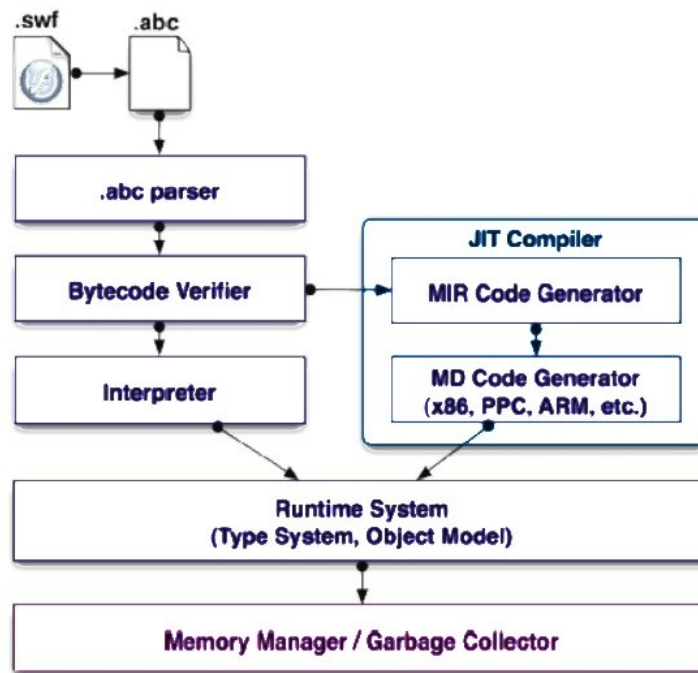 .swf
.abc
.abc parser
JIT Compiler
Bytecode Verifier
MIR Code Generator
Interpreter
MD Code Generator
(x86, PPC, ARM, etc.)
Runtime System
(Type System, Object Model)
Memory Manager / Garbage Collector